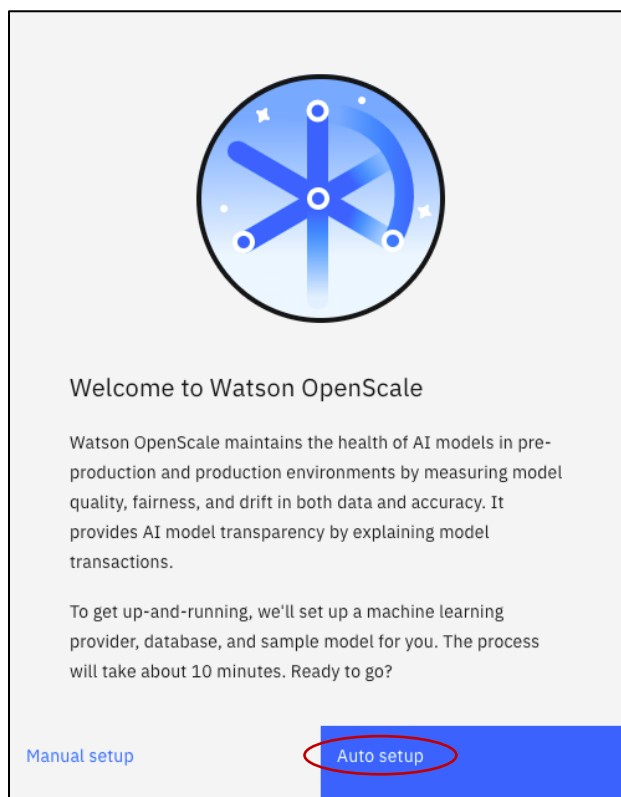 Welcome to Watson OpenScale
Watson OpenScale maintains the health of AI models in pre-
production and production environments by measuring model
quality, fairness, and drift in both data and accuracy. It
provides AI model transparency by explaining model
transactions.
To get up-and-running, we'll set up a machine learning
provider, database, and sample model for you. The process
will take about 10 minutes. Ready to go?
Manual setup
Auto setup